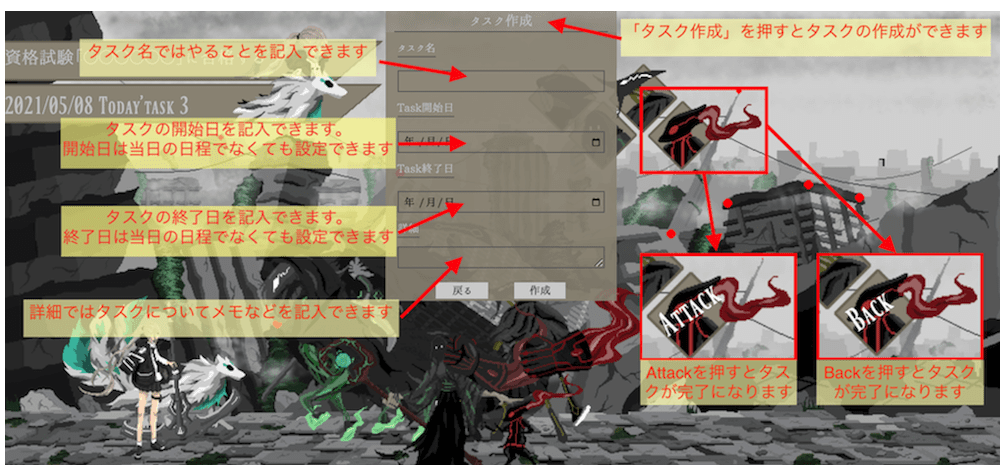 タスク作成
「タスク作成」を押すとタスクの作成ができます
資格試験「
タスク名ではやることを記入できます
タスク名
2021/05/08 Today'task 3
Task開始日
タスクの開始日を記入できます。
開始日は当日の日程でなくても設定できます
年 /月/日
Task終了日
タスクの終了日を記入できます。
終了日は当日の日程でなくても設定できます
年 /月/日
詳細ではタスクについてメモなどを記入できます
戻る
作成
Attack
Back
Attackを押すとタス
クが完了になります
Backを押すとタスク
が完了になります